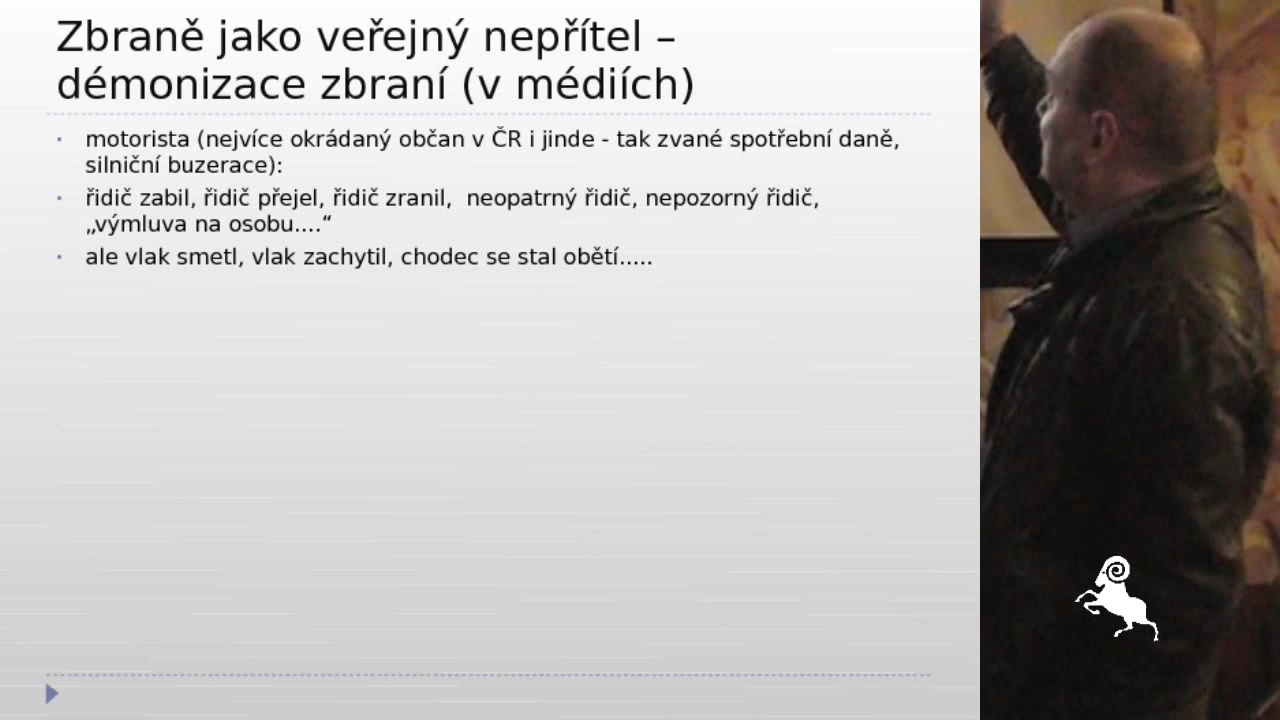 Zbraně jako veřejný nepřítel –
démonizace zbraní (v médiích)
• motorista (nejvíce okrádaný občan v ČR i jinde - tak zvané spotřební daně,
silniční buzerace):
• řidič zabil, řidič přejel, řidič zranil,  neopatrný řidič, nepozorný řidič,
„výmluva na osobu....“
• ale vlak smetl, vlak zachytil, chodec se stal obětí.....